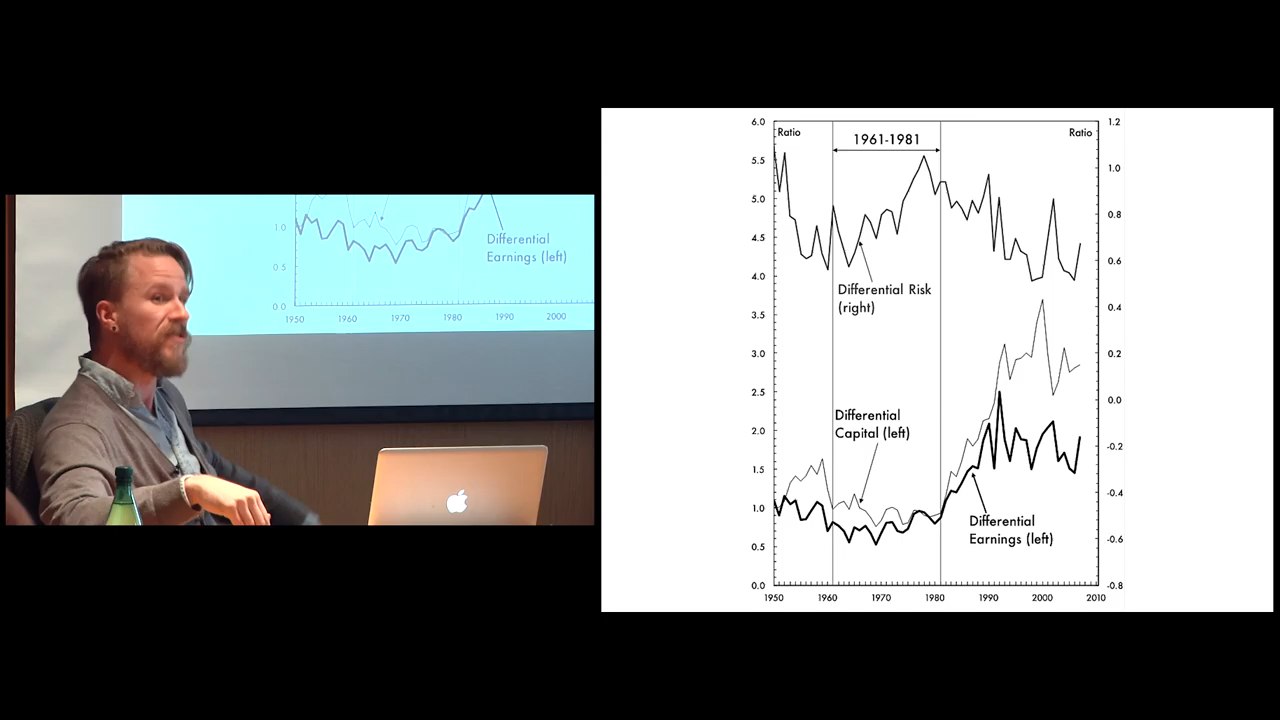 1.0
Differential
Earnings (left)
0.5
0.0
1950 1960 1970 1980 1990 2000
6.0 1.2
Ratio Ratio
1961-1981
5.5 1.0
5.0 0.8
4.5 0.6
Differential Risk
(right)
4.0 0.4
3.5 0.2
3.0 0.0
2.5 -0.2
Differential
Capital (left)
2.0 -0.4
1.5 -0.6
1.0 -0.8
Differential
Earnings (left)
0.5
0.0
1950 1960 1970 1980 1990 2000 2010